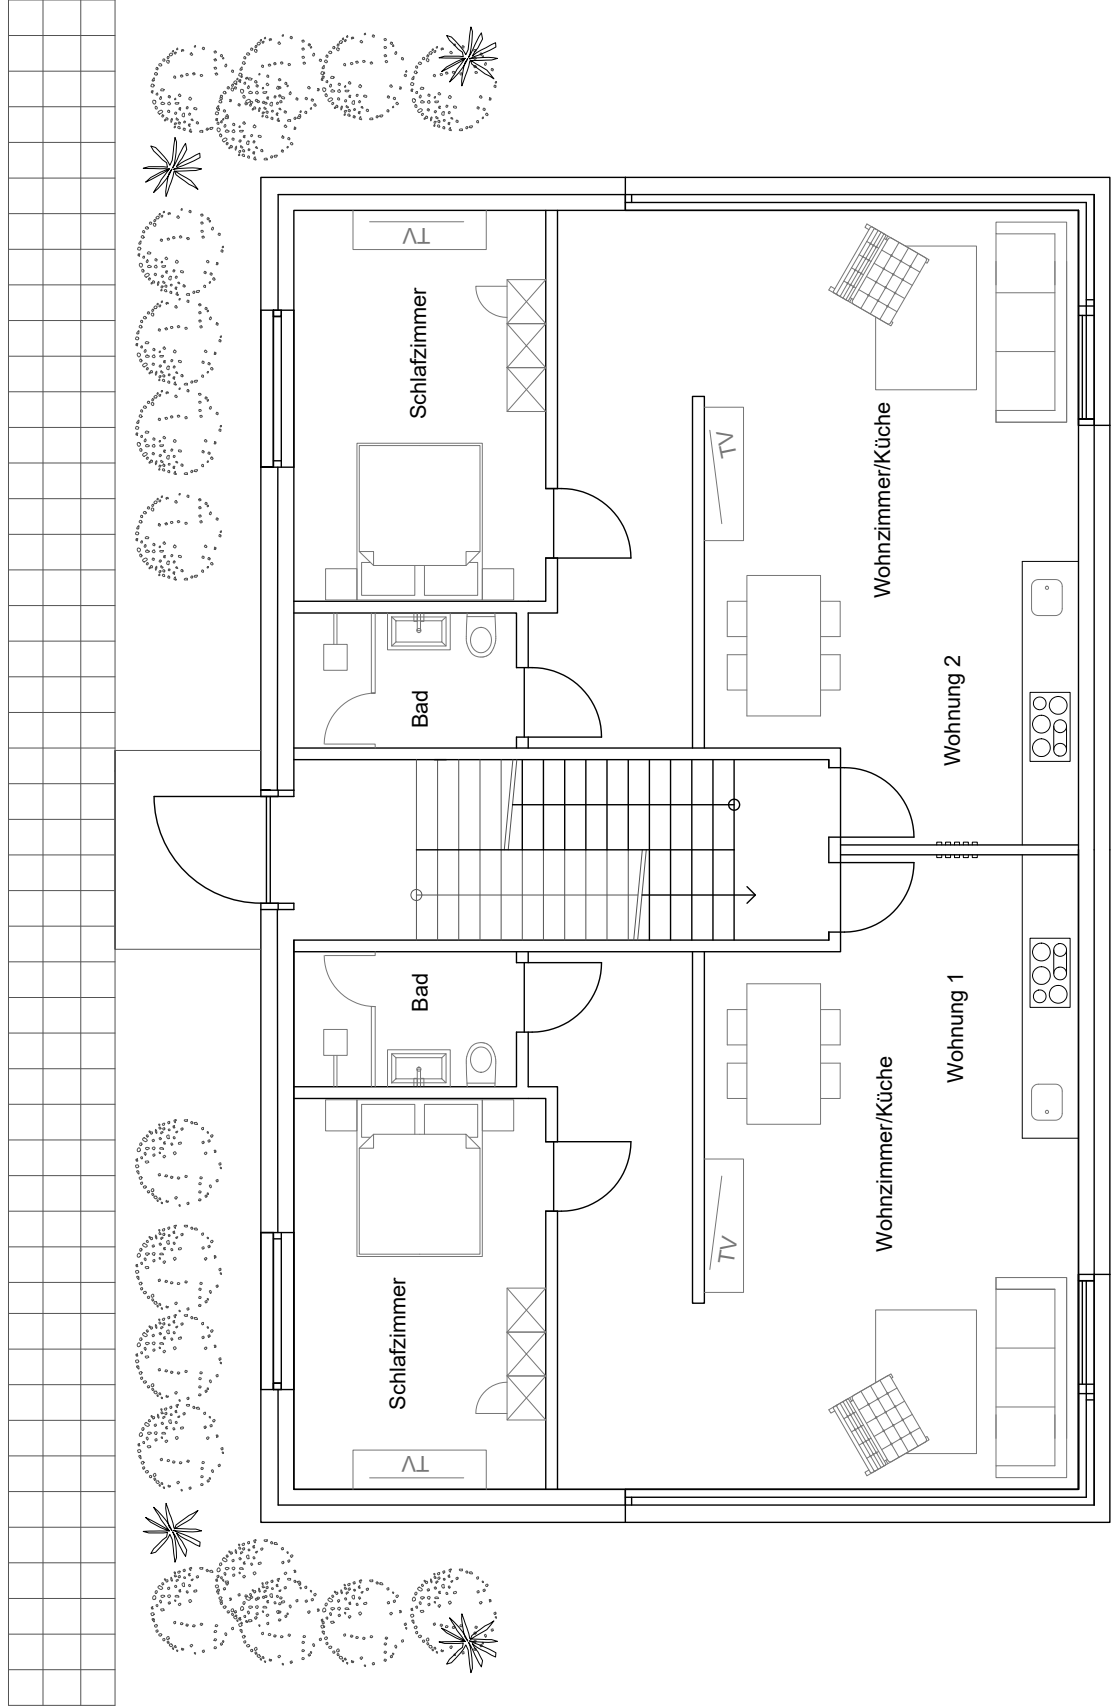 TV
Schlafzimmer
Bad
TV
Wohnzimmer/Küche
Wohnung 2
Bad
Wohnung 1
Wohnzimmer/Küche
TV
Schlafzimmer
TV